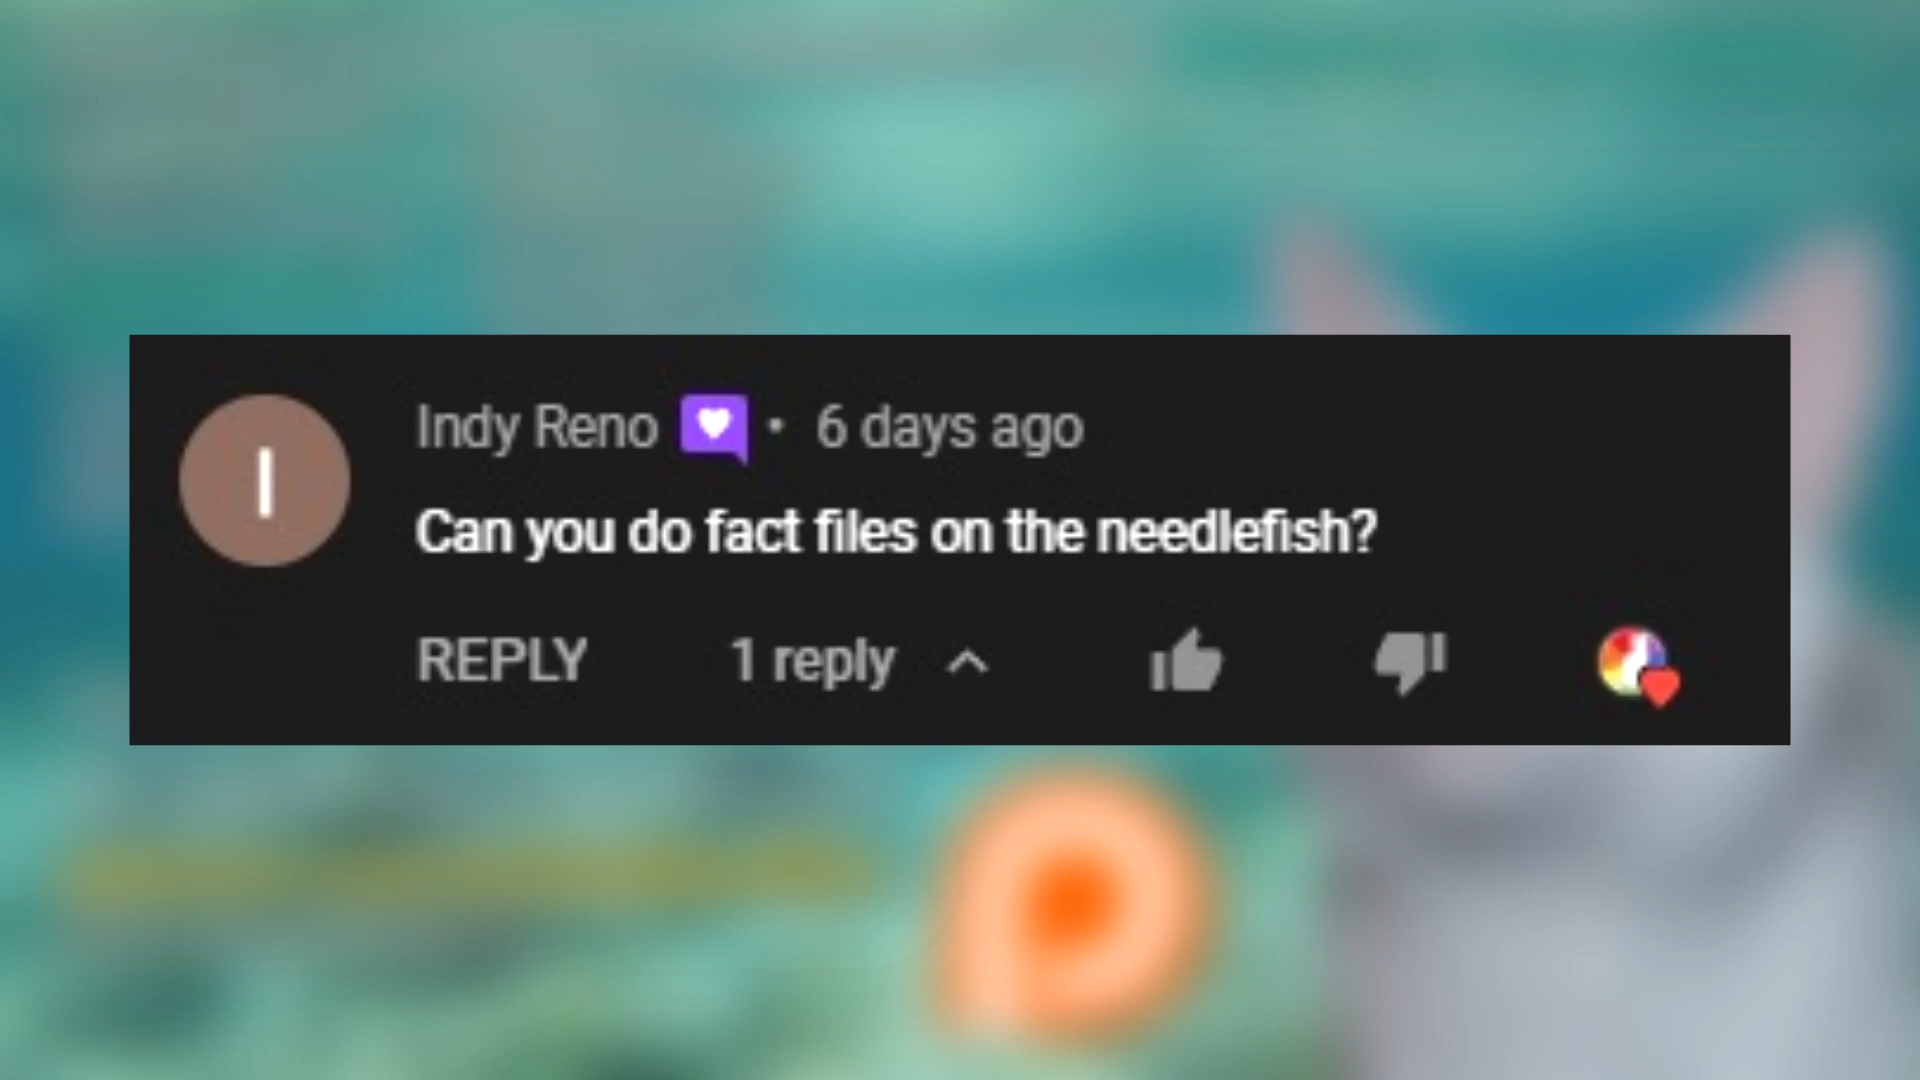 I
Indy Reno • 6 days ago
Can you do fact files on the needlefish?
REPLY 1 reply